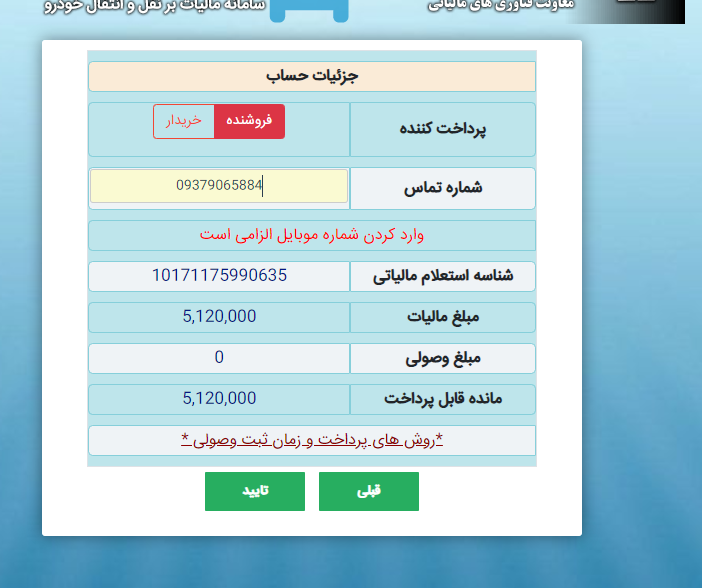 معاونت فناوری های مالیاتی
سامانه مالیات بر نقل و انتقال خودرو
جزئیات حساب
پرداخت کننده فروشنده خریدار
شماره تماس 09379065884
وارد کردن شماره موبایل الزامی است
شناسه استعلام مالیاتی 10171175990635
مبلغ مالیات 5,120,000
مبلغ وصولی 0
مانده قابل پرداخت 5,120,000
*روش های پرداخت و زمان ثبت وصولی *
قبلی تایید